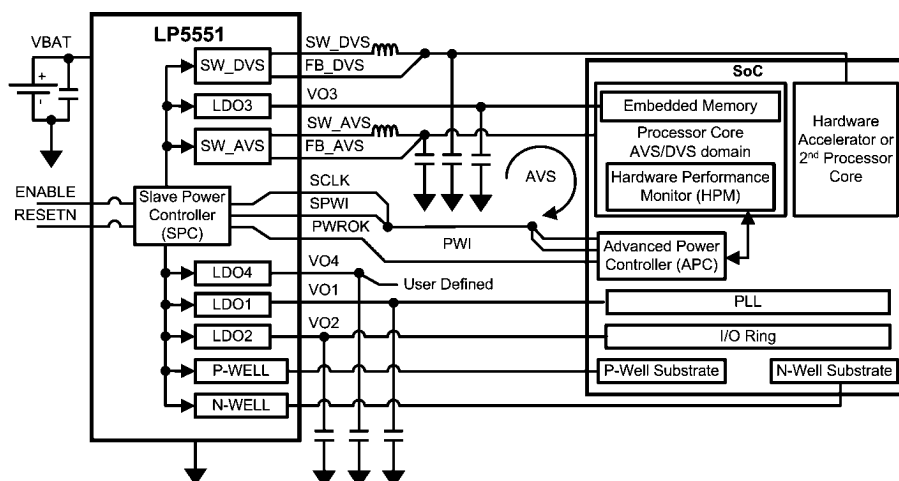 LP5551
VBAT
+
-
SW_DVS
SW_DVS
FB_DVS
LDO3
VO3
SW_AVS
SW_AVS
FB_AVS
ENABLE
RESETN
Slave Power
Controller
(SPC)
SCLK
SPWI
PWROK
PWI
AVS
LDO4
VO4
User Defined
LDO1
VO1
LDO2
VO2
P-WELL
N-WELL
SoC
Embedded Memory
Processor Core
AVS/DVS domain
Hardware Performance
Monitor (HPM)
Hardware
Accelerator or
2nd Processor
Core
Advanced Power
Controller (APC)
PLL
I/O Ring
P-Well Substrate
N-Well Substrate